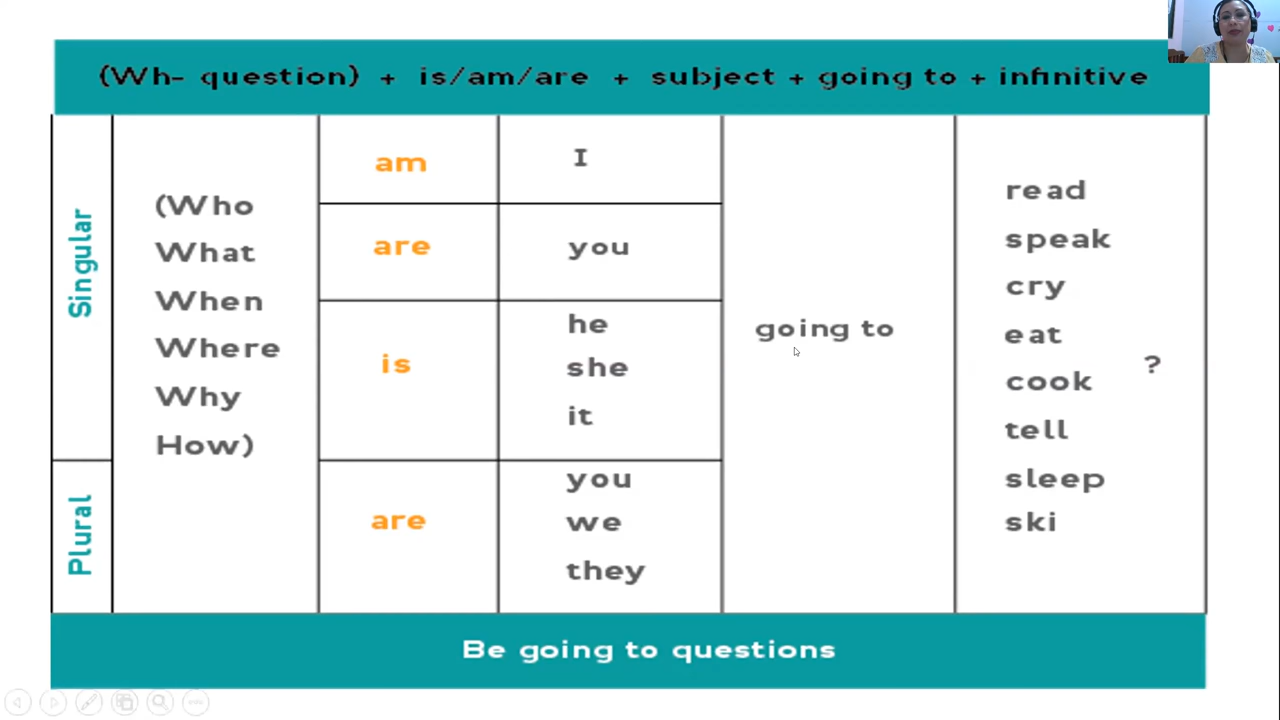 (Wh- question) + is/am/are + subject + going to + infinitive
Singular
(Who
What
When
Where
Why
How)
am
I
are
you
is
he
she
it
going to
read
speak
cry
eat
cook
tell
sleep
ski
?
Plural
are
you
we
they
Be going to questions